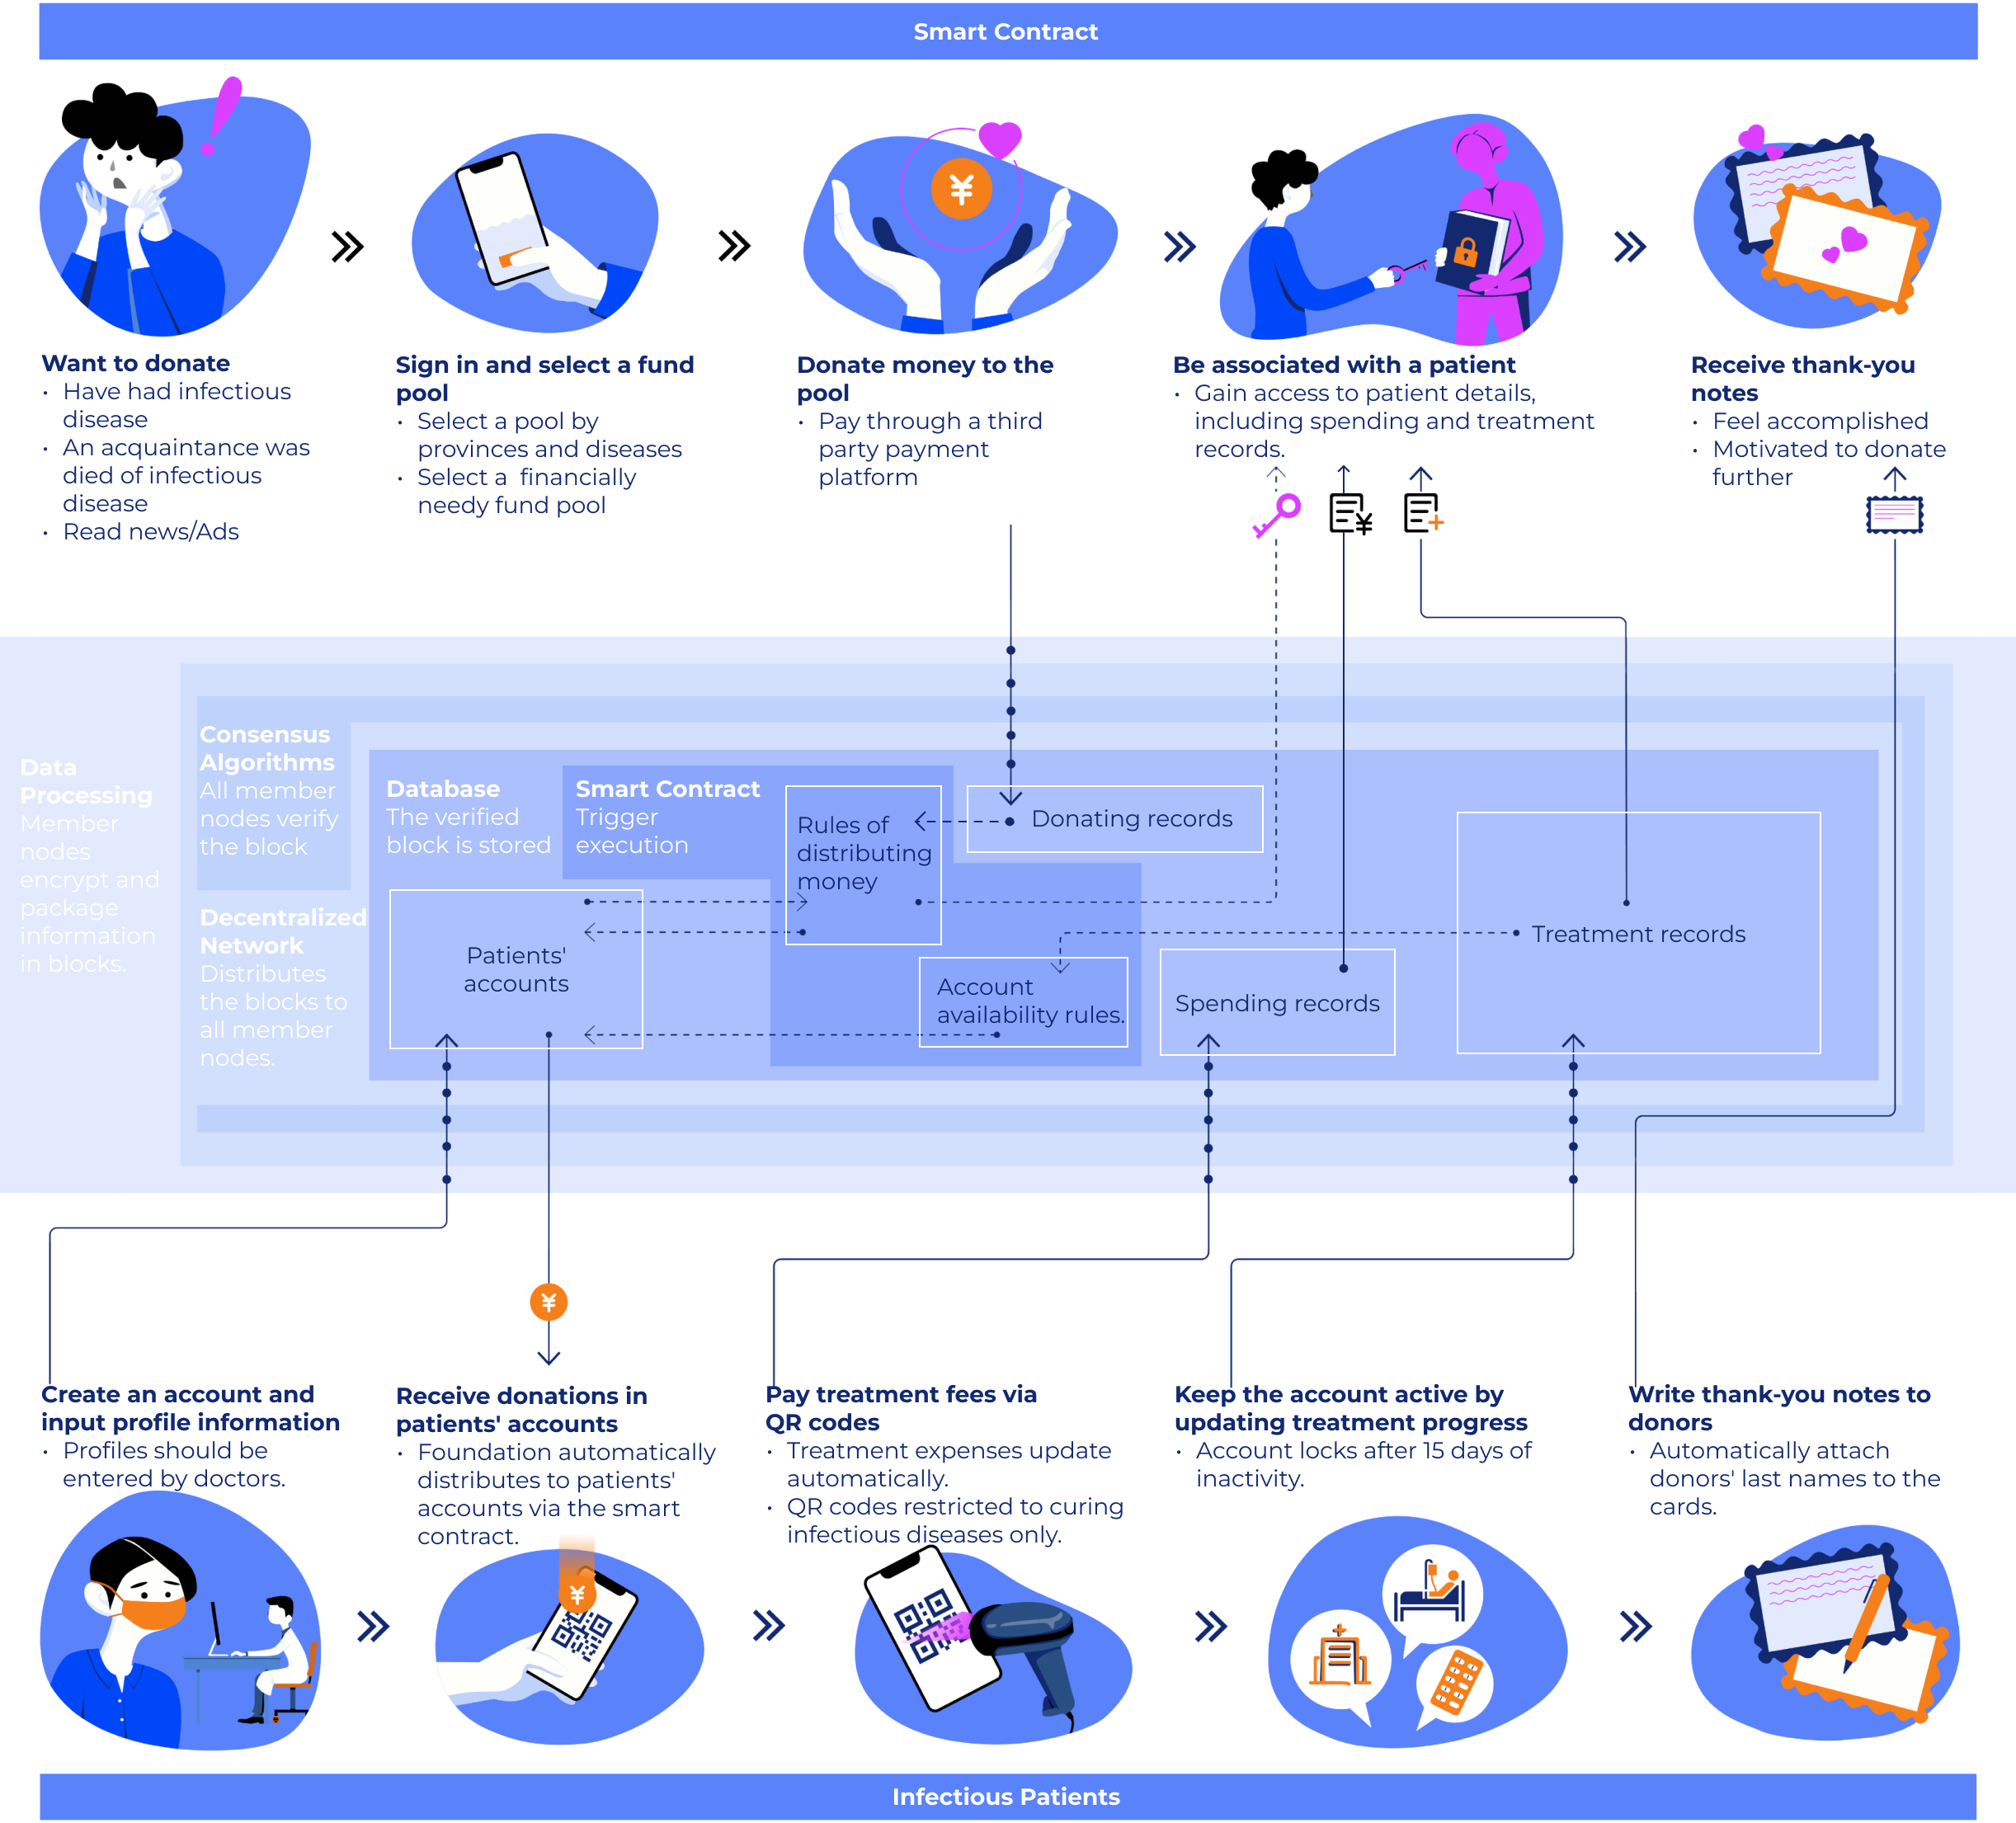 Smart Contract
Want to donate
• Have had infectious
disease
• An acquaintance was
died of infectious
disease
• Read news/Ads
Sign in and select a fund
pool
• Select a pool by
provinces and diseases
• Select a financially
needy fund pool
Donate money to the
pool
• Pay through a third
party payment
platform
Be associated with a patient
• Gain access to patient details,
including spending and treatment
records.
Receive thank-you
notes
• Feel accomplished
• Motivated to donate
further
Data
Processing
Member
nodes
encrypt and
package
information
in blocks.
Consensus
Algorithms
All member
nodes verify
the block
Decentralized
Network
Distributes
the blocks to
all member
nodes.
Database
The verified
block is stored
Smart Contract
Trigger
execution
Rules of
distributing
money
Donating records
Patients'
accounts
Account
availability rules.
Spending records
Treatment records
¥
¥
¥
Create an account and
input profile information
• Profiles should be
entered by doctors.
Receive donations in
patients' accounts
• Foundation automatically
distributes to patients'
accounts via the smart
contract.
¥
Pay treatment fees via
QR codes
• Treatment expenses update
automatically.
• QR codes restricted to curing
infectious diseases only.
Keep the account active by
updating treatment progress
• Account locks after 15 days of
inactivity.
Write thank-you notes to
donors
• Automatically attach
donors' last names to the
cards.
Infectious Patients